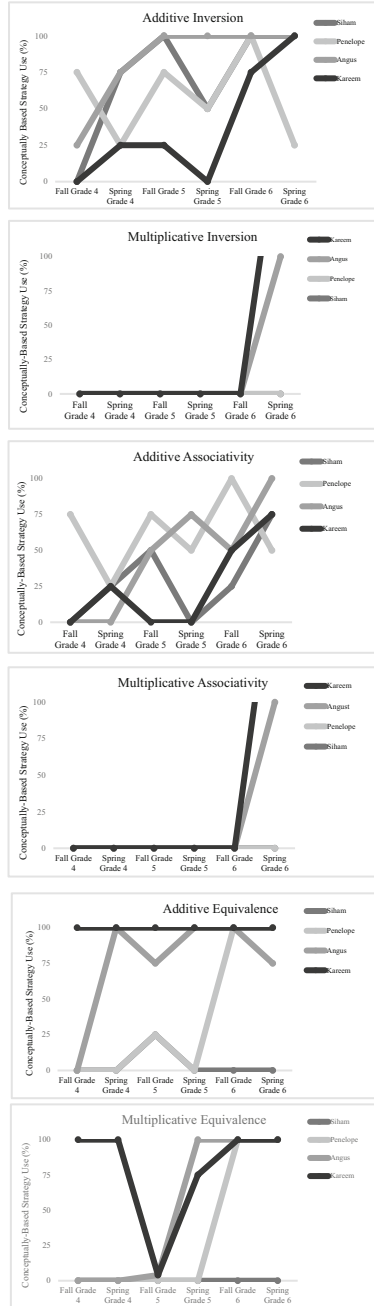 Additive Inversion
Siham
Penelope
Angus
Kareem
Conceptually Based Strategy Use (%)
100
75
50
25
0
Fall Grade 4
Spring
Grade 4
Fall Grade 5
Spring
Grade 5
Fall Grade 6
Spring
Grade 6
Multiplicative Inversion
Kareem
Angus
Penelope
Siham
Conceptually-Based Strategy Use (%)
100
75
50
25
0
Fall
Grade 4
Spring
Grade 4
Fall
Grade 5
Spring
Grade 5
Fall
Grade 6
Spring
Grade 6
Additive Associativity
Siham
Penelope
Angus
Kareem
Conceptually-Based Strategy Use (%)
100
75
50
25
0
Fall
Grade 4
Spring
Grade 4
Fall
Grade 5
Spring
Grade 5
Fall
Grade 6
Spring
Grade 6
Multiplicative Associativity
Kareem
Angust
Penelope
Siham
Conceptually-Based Strategy Use (%)
100
75
50
25
0
Fall Grade
4
Spring
Grade 4
Fall Grade
5
Spring
Grade 5
Fall Grade
6
Spring
Grade 6
Additive Equivalence
Siham
Penelope
Angus
Kareem
Conceptually-Based Strategy Use (%)
100
75
50
25
0
Fall Grade
4
Spring
Grade 4
Fall Grade
5
Spring
Grade 5
Fall Grade
6
Spring
Grade 6
Multiplicative Equivalence
Siham
Penelope
Angus
Kareem
Conceptually-Based Strategy Use (%)
100
75
50
25
0
Fall Grade
4
Spring
Grade 4
Fall Grade
5
Spring
Grade 5
Fall Grade
6
Spring
Grade 6